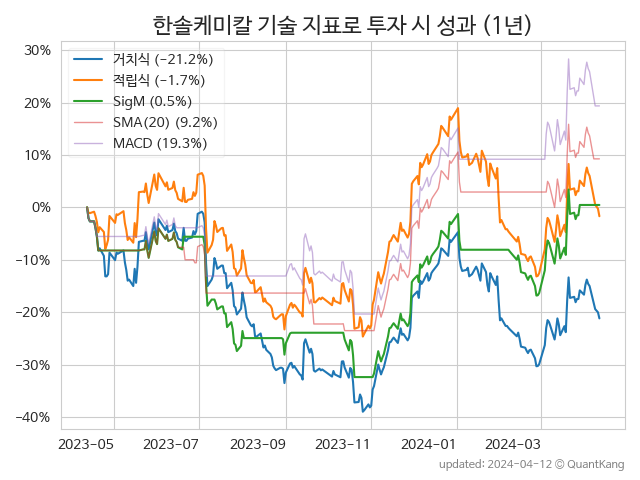 한솔케미칼 기술 지표로 투자 시 성과 (1년)
거치식 (−21.2%)
적립식 (−1.7%)
SigM (0.5%)
SMA(20) (9.2%)
MACD (19.3%)
30%
20%
10%
0%
−10%
−20%
−30%
−40%
2023-05 2023-07 2023-09 2023-11 2024-01 2024-03
updated: 2024-04-12 © QuantKang